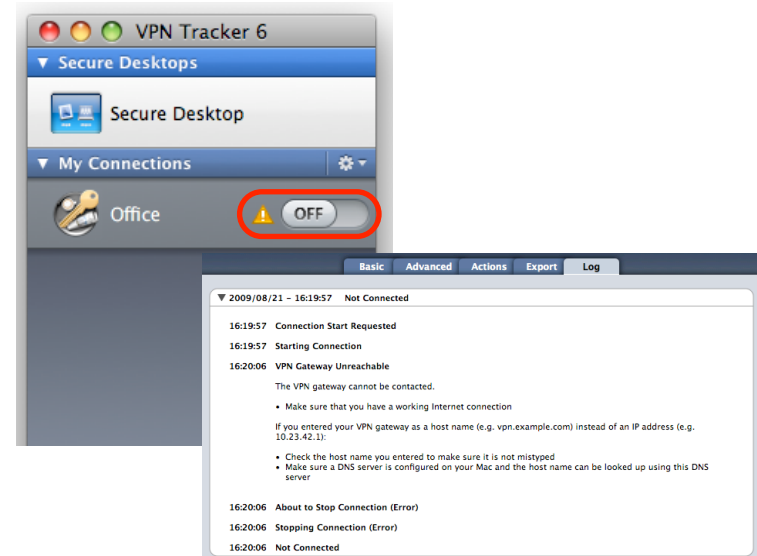 VPN Tracker 6
Secure Desktops
Secure Desktop
My Connections
Office
OFF
Basic Advanced Actions Export Log
2009/08/21 - 16:19:57 Not Connected
16:19:57 Connection Start Requested
16:19:57 Starting Connection
16:20:06 VPN Gateway Unreachable
The VPN gateway cannot be contacted.
• Make sure that you have a working Internet connection
If you entered your VPN gateway as a host name (e.g. vpn.example.com) instead of an IP address (e.g.
10.23.42.1):
• Check the host name you entered to make sure it is not mistyped
• Make sure a DNS server is configured on your Mac and the host name can be looked up using this DNS
server
16:20:06 About to Stop Connection (Error)
16:20:06 Stopping Connection (Error)
16:20:06 Not Connected